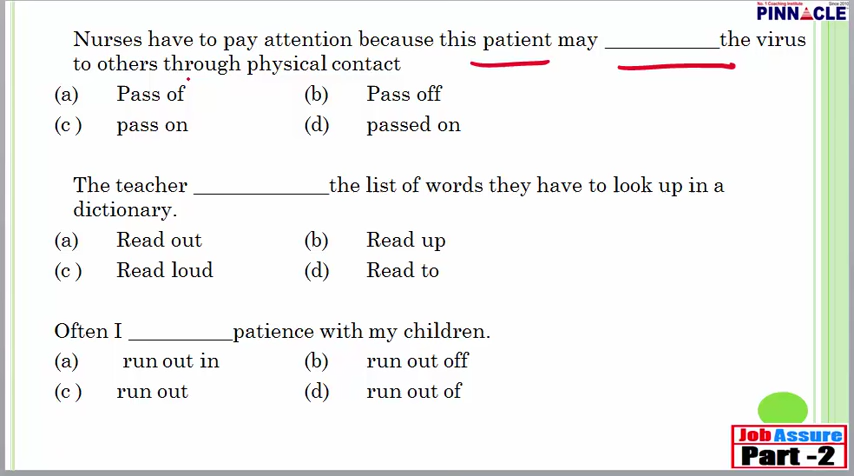 No. 1 Coaching Institute Since 2010
PINNACLE
Nurses have to pay attention because this patient may ___________the virus
to others through physical contact
(a) Pass of (b) Pass off
(c ) pass on (d) passed on
The teacher _____________the list of words they have to look up in a
dictionary.
(a) Read out (b) Read up
(c ) Read loud (d) Read to
Often I __________patience with my children.
(a) run out in (b) run out off
(c ) run out (d) run out of
Job Assure
Part -2